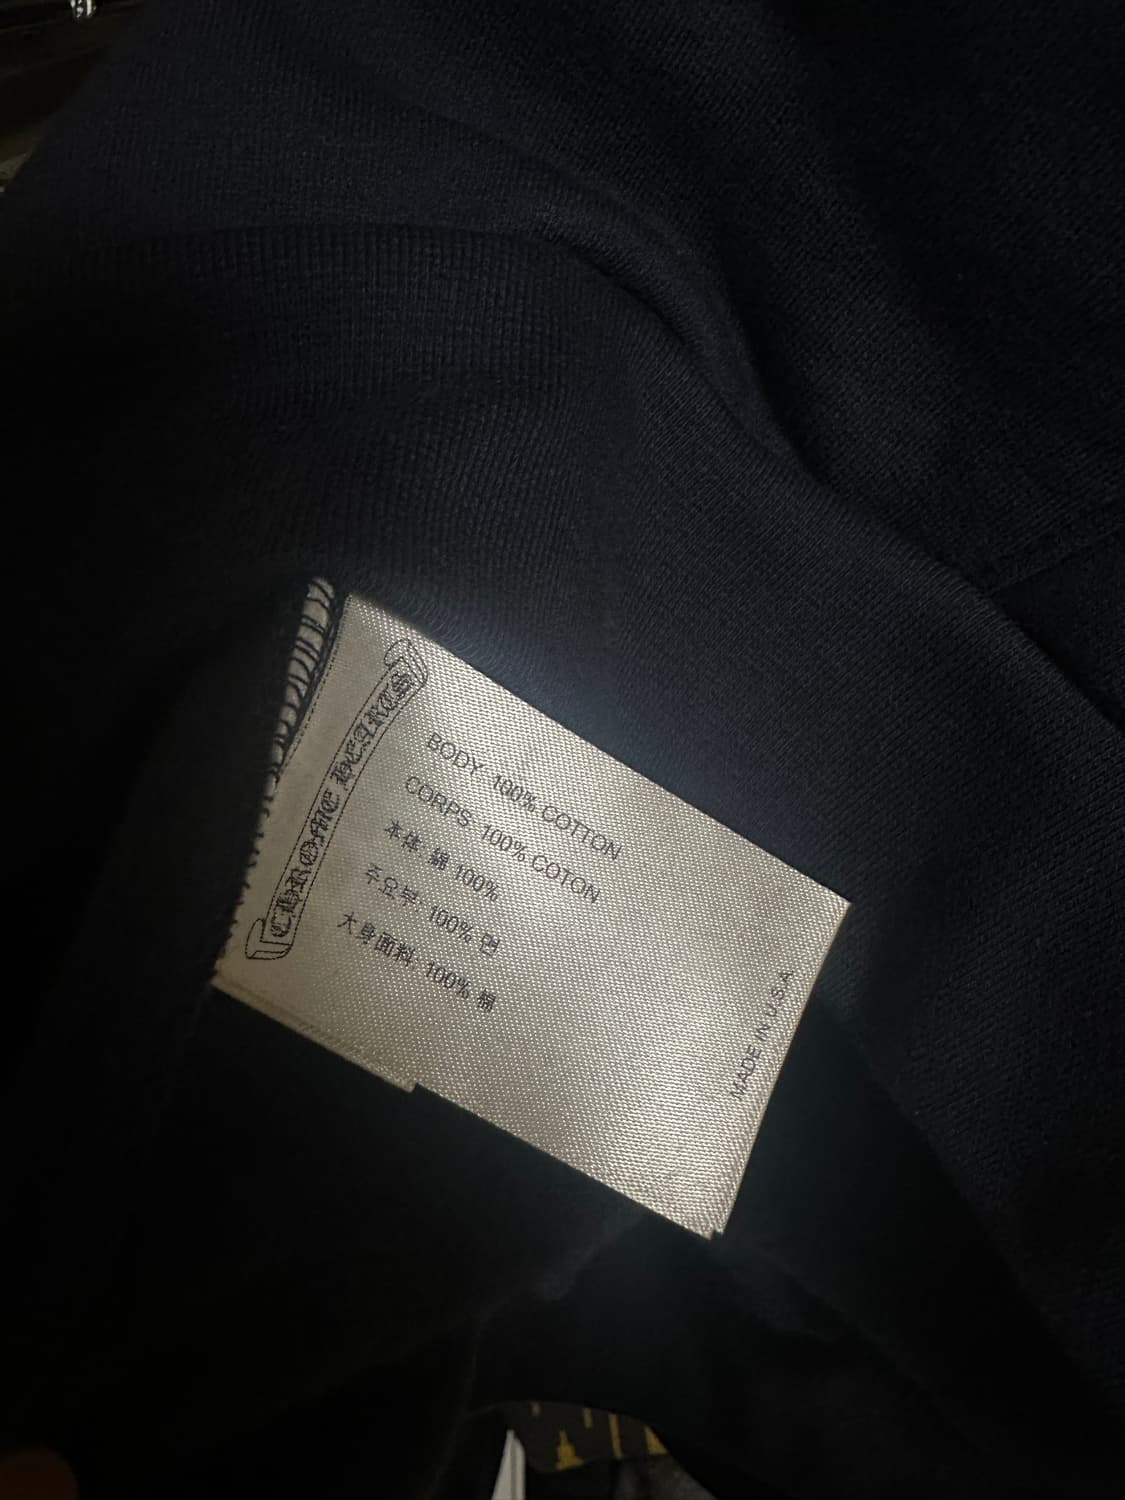 CHROME HEARTS
BODY: 100% COTTON
CORPS: 100% COTON
本体: 綿 100%
주요부: 100% 면
大身面料: 100% 棉
MADE IN U.S.A